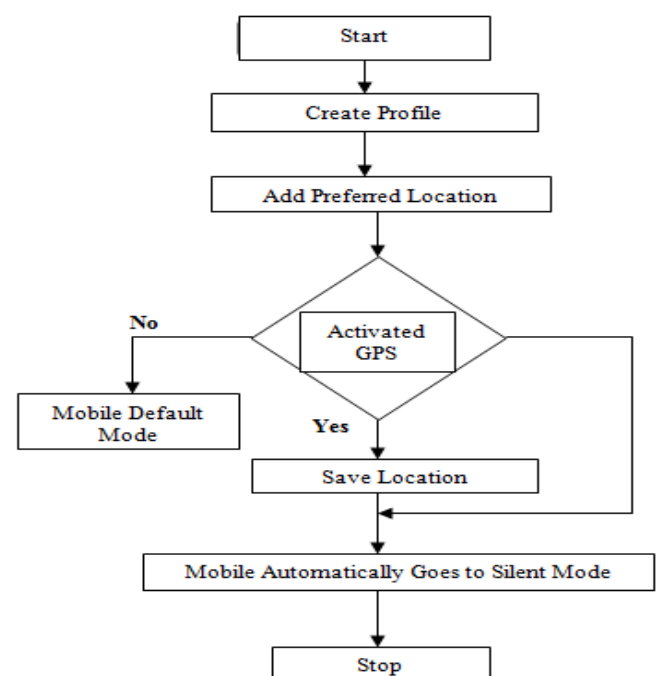 Start
Create Profile
Add Preferred Location
No
Activated
GPS
Mobile Default
Mode
Yes
Save Location
Mobile Automatically Goes to Silent Mode
Stop